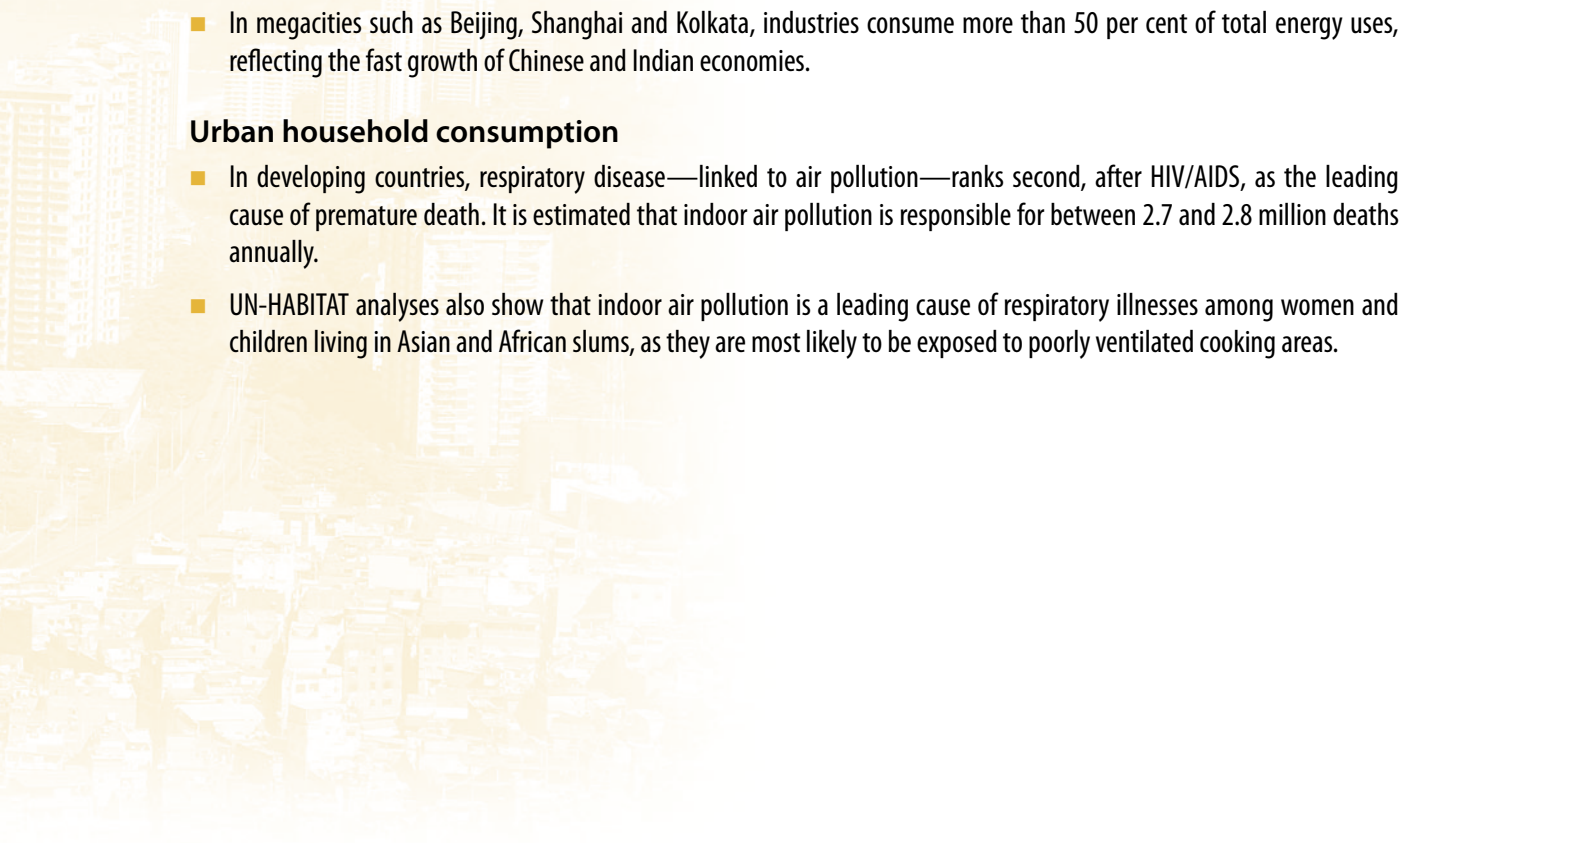 ■ In megacities such as Beijing, Shanghai and Kolkata, industries consume more than 50 per cent of total energy uses,
reflecting the fast growth of Chinese and Indian economies.
Urban household consumption
■ In developing countries, respiratory disease—linked to air pollution—ranks second, after HIV/AIDS, as the leading
cause of premature death. It is estimated that indoor air pollution is responsible for between 2.7 and 2.8 million deaths
annually.
■ UN-HABITAT analyses also show that indoor air pollution is a leading cause of respiratory illnesses among women and
children living in Asian and African slums, as they are most likely to be exposed to poorly ventilated cooking areas.